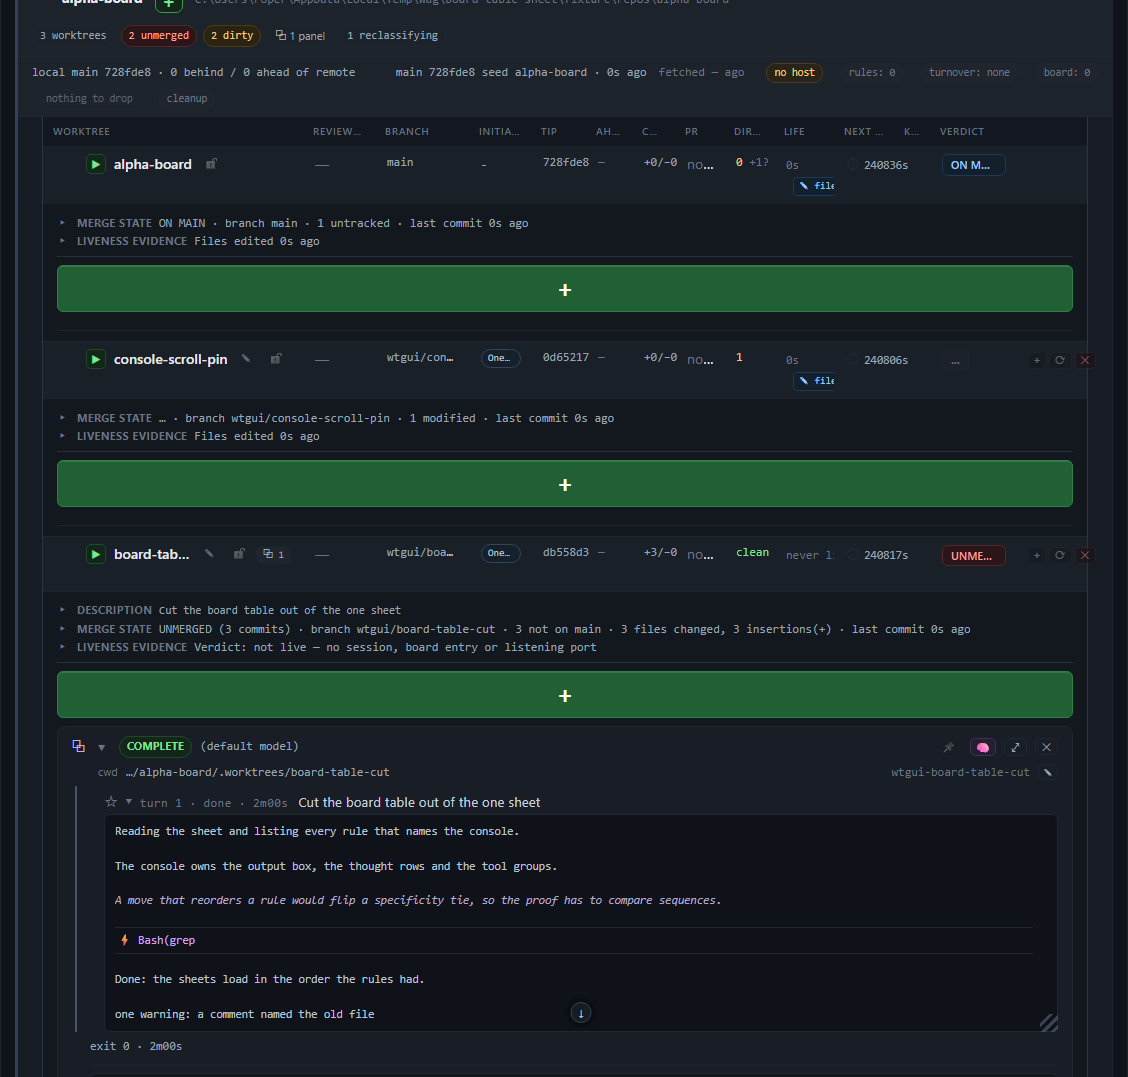 alpha-board +
3 worktrees 2 unmerged 2 dirty 1 panel 1 reclassifying
local main 728fde8 · 0 behind / 0 ahead of remote main 728fde8 seed alpha-board · 0s ago fetched — ago no host rules: 0 turnover: none board: 0
nothing to drop cleanup
WORKTREE REVIEW… BRANCH INITIA… TIP AH… C… PR DIR… LIFE NEXT … K… VERDICT
alpha-board — main - 728fde8 — +0/−0 no... 0 +1? 0s 240836s ON M...
file
MERGE STATE ON MAIN · branch main · 1 untracked · last commit 0s ago
LIVENESS EVIDENCE Files edited 0s ago
+
console-scroll-pin — wtgui/con… One… 0d65217 — +0/−0 no... 1 0s 240806s … + ⟳ ✕
file
MERGE STATE … · branch wtgui/console-scroll-pin · 1 modified · last commit 0s ago
LIVENESS EVIDENCE Files edited 0s ago
+
board-tab... 1 — wtgui/boa… One… db558d3 — +3/−0 no... clean never l 240817s UNME... + ⟳ ✕
DESCRIPTION Cut the board table out of the one sheet
MERGE STATE UNMERGED (3 commits) · branch wtgui/board-table-cut · 3 not on main · 3 files changed, 3 insertions(+) · last commit 0s ago
LIVENESS EVIDENCE Verdict: not live — no session, board entry or listening port
+
COMPLETE (default model)
cwd …/alpha-board/.worktrees/board-table-cut wtgui-board-table-cut
turn 1 · done · 2m00s Cut the board table out of the one sheet
Reading the sheet and listing every rule that names the console.
The console owns the output box, the thought rows and the tool groups.
A move that reorders a rule would flip a specificity tie, so the proof has to compare sequences.
Bash(grep
Done: the sheets load in the order the rules had.
one warning: a comment named the old file
exit 0 · 2m00s